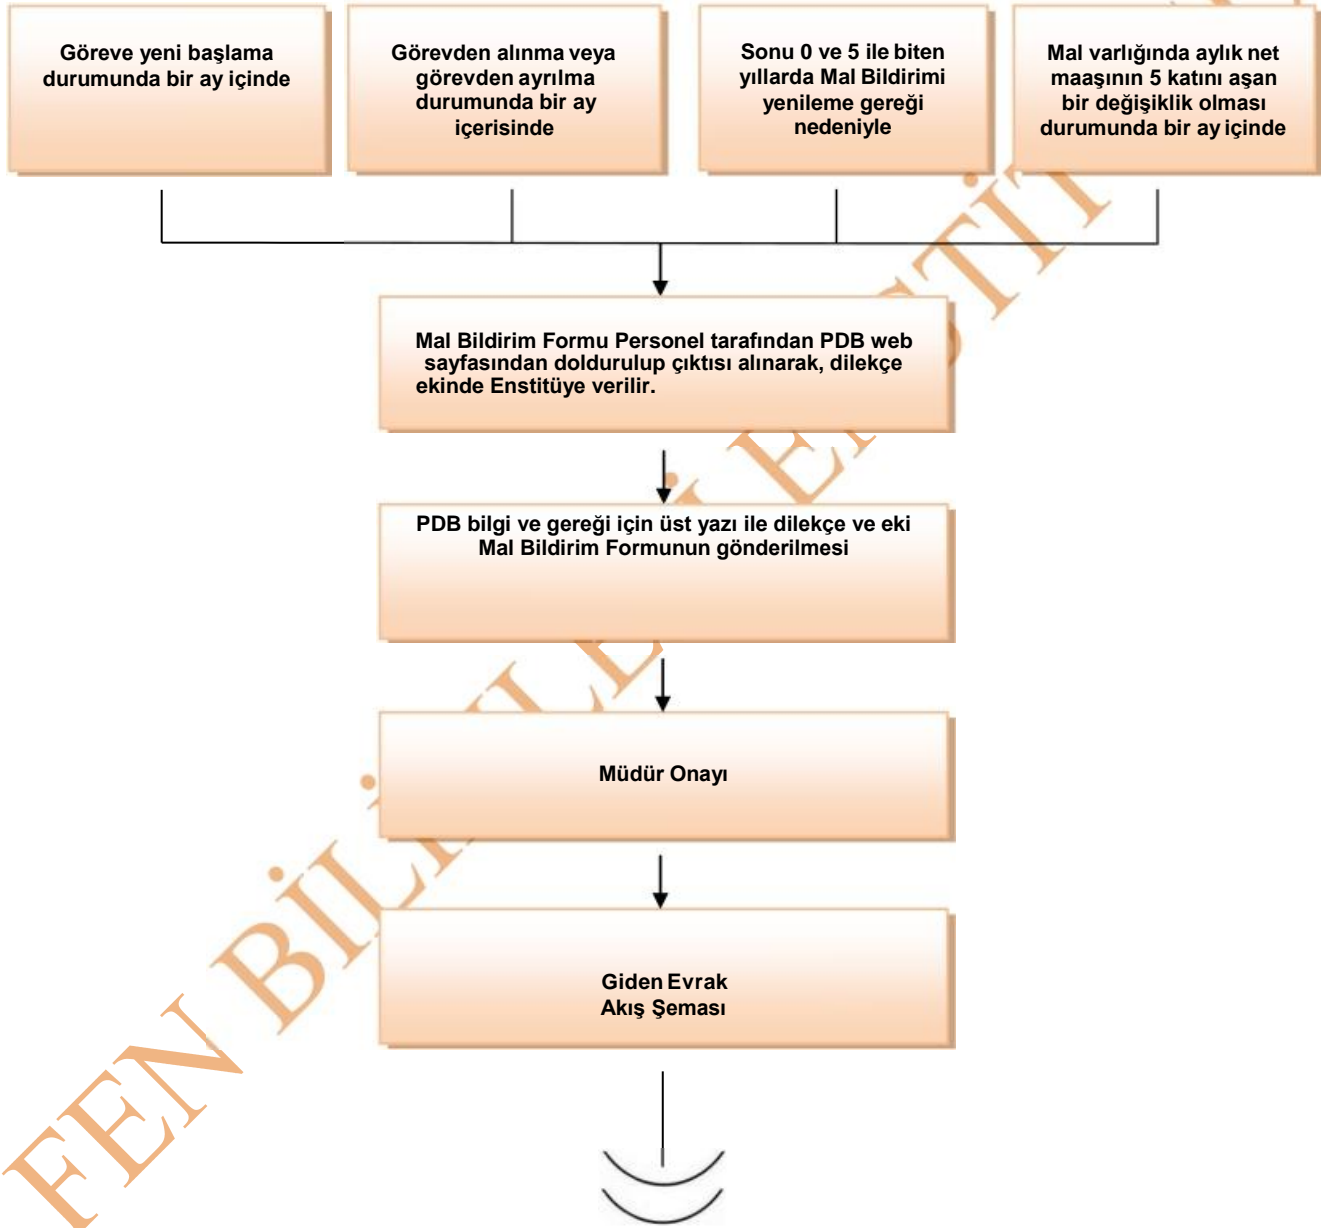 Göreve yeni başlama
durumunda bir ay içinde
Görevden alınma veya
görevden ayrılma
durumunda bir ay
içerisinde
Sonu 0 ve 5 ile biten
yıllarda Mal Bildirimi
yenileme gereği
nedeniyle
Mal varlığında aylık net
maaşının 5 katını aşan
bir değişiklik olması
durumunda bir ay içinde
Mal Bildirim Formu Personel tarafından PDB web
sayfasından doldurulup çıktısı alınarak, dilekçe
ekinde Enstitüye verilir.
PDB bilgi ve gereği için üst yazı ile dilekçe ve eki
Mal Bildirim Formunun gönderilmesi
Müdür Onayı
Giden Evrak
Akış Şeması
FEN